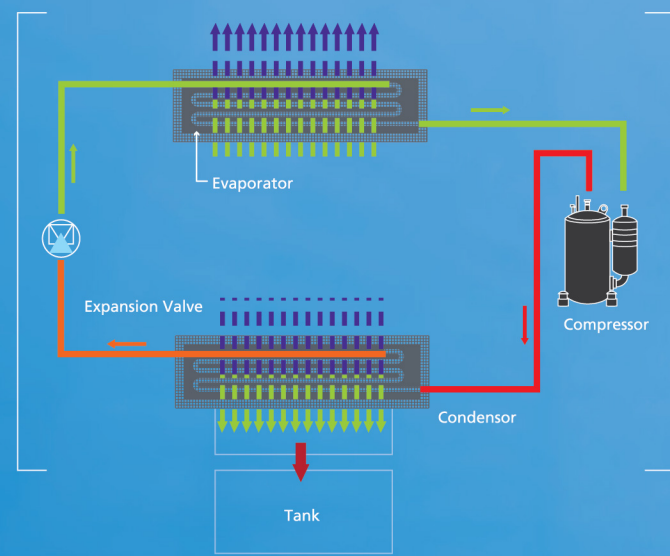 Evaporator
Expansion Valve
Compressor
Condensor
Tank